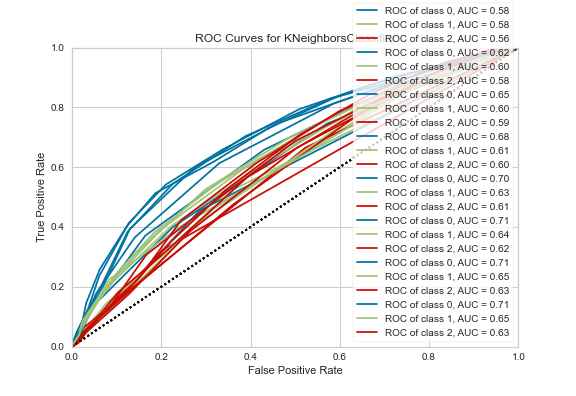 ROC of class 0, AUC = 0.58
ROC of class 1, AUC = 0.58
ROC of class 2, AUC = 0.56
ROC Curves for KNeighborsClassifier
ROC of class 0, AUC = 0.62
ROC of class 1, AUC = 0.60
ROC of class 2, AUC = 0.58
ROC of class 0, AUC = 0.65
ROC of class 1, AUC = 0.60
ROC of class 2, AUC = 0.59
ROC of class 0, AUC = 0.68
ROC of class 1, AUC = 0.61
ROC of class 2, AUC = 0.60
ROC of class 0, AUC = 0.70
ROC of class 1, AUC = 0.63
ROC of class 2, AUC = 0.61
ROC of class 0, AUC = 0.71
ROC of class 1, AUC = 0.64
ROC of class 2, AUC = 0.62
ROC of class 0, AUC = 0.71
ROC of class 1, AUC = 0.65
ROC of class 2, AUC = 0.63
ROC of class 0, AUC = 0.71
ROC of class 1, AUC = 0.65
ROC of class 2, AUC = 0.63
True Positive Rate
1.0
0.8
0.6
0.4
0.2
0.0
0.0 0.2 0.4 0.6 0.8 1.0
False Positive Rate